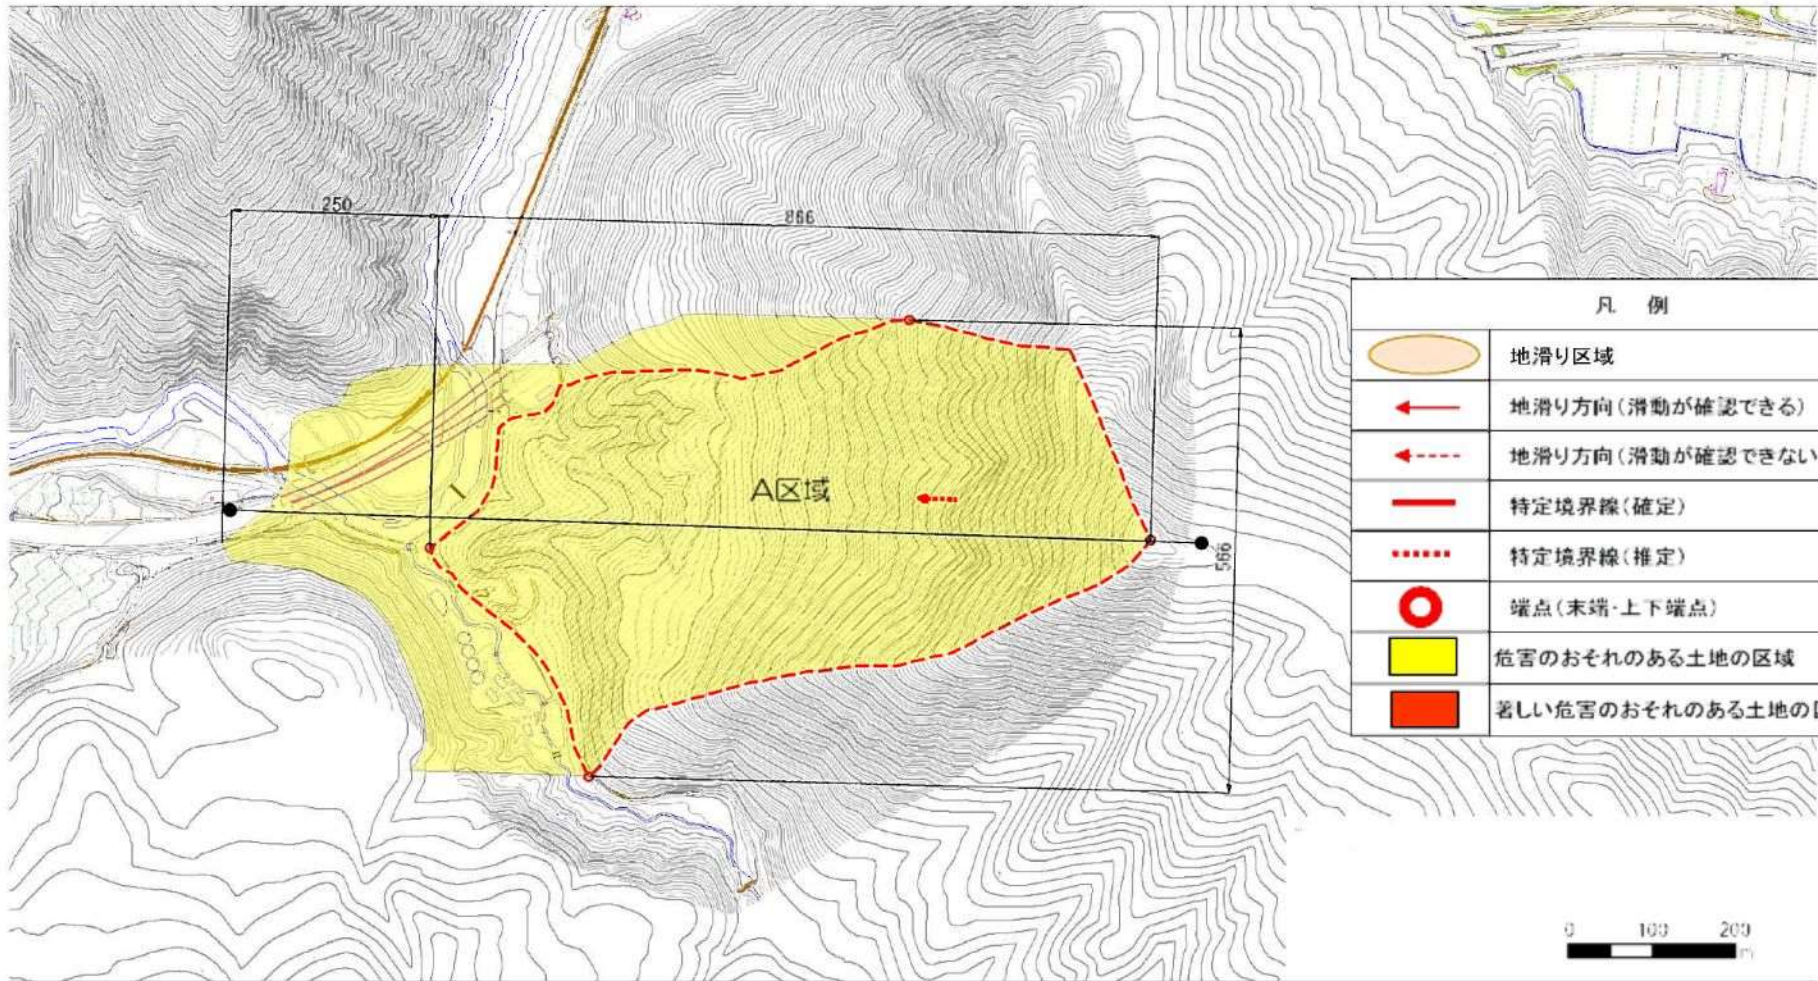 250
866
566
A区域
凡 例
地滑り区域
地滑り方向(滑動が確認できる)
地滑り方向(滑動が確認できない
特定境界線(確定)
特定境界線(推定)
端点(末端・上下端点)
危害のおそれのある土地の区域
著しい危害のおそれのある土地の
0 100 200